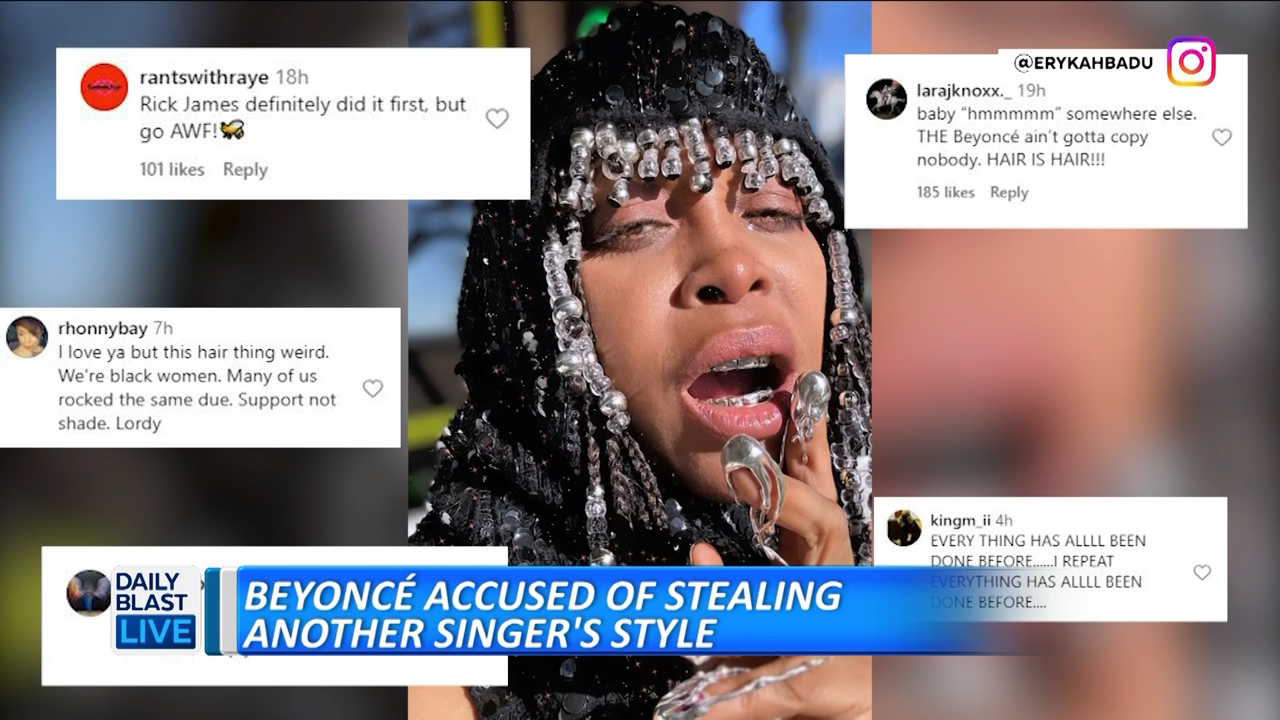 @ERYKAHBADU
rantswithraye 18h
Rick James definitely did it first, but
go AWF!
101 likes Reply
larajknoxx._ 19h
baby “hmmmmm” somewhere else.
THE Beyoncé ain’t gotta copy
nobody. HAIR IS HAIR!!!
185 likes Reply
rhonnybay 7h
I love ya but this hair thing weird.
We're black women. Many of us
rocked the same due. Support not
shade. Lordy
kingm_ii 4h
EVERY THING HAS ALLLL BEEN
DONE BEFORE......I REPEAT
EVERYTHING HAS ALLLL BEEN
DONE BEFORE....
DAILY
BLAST
LIVE
BEYONCÉ ACCUSED OF STEALING
ANOTHER SINGER'S STYLE